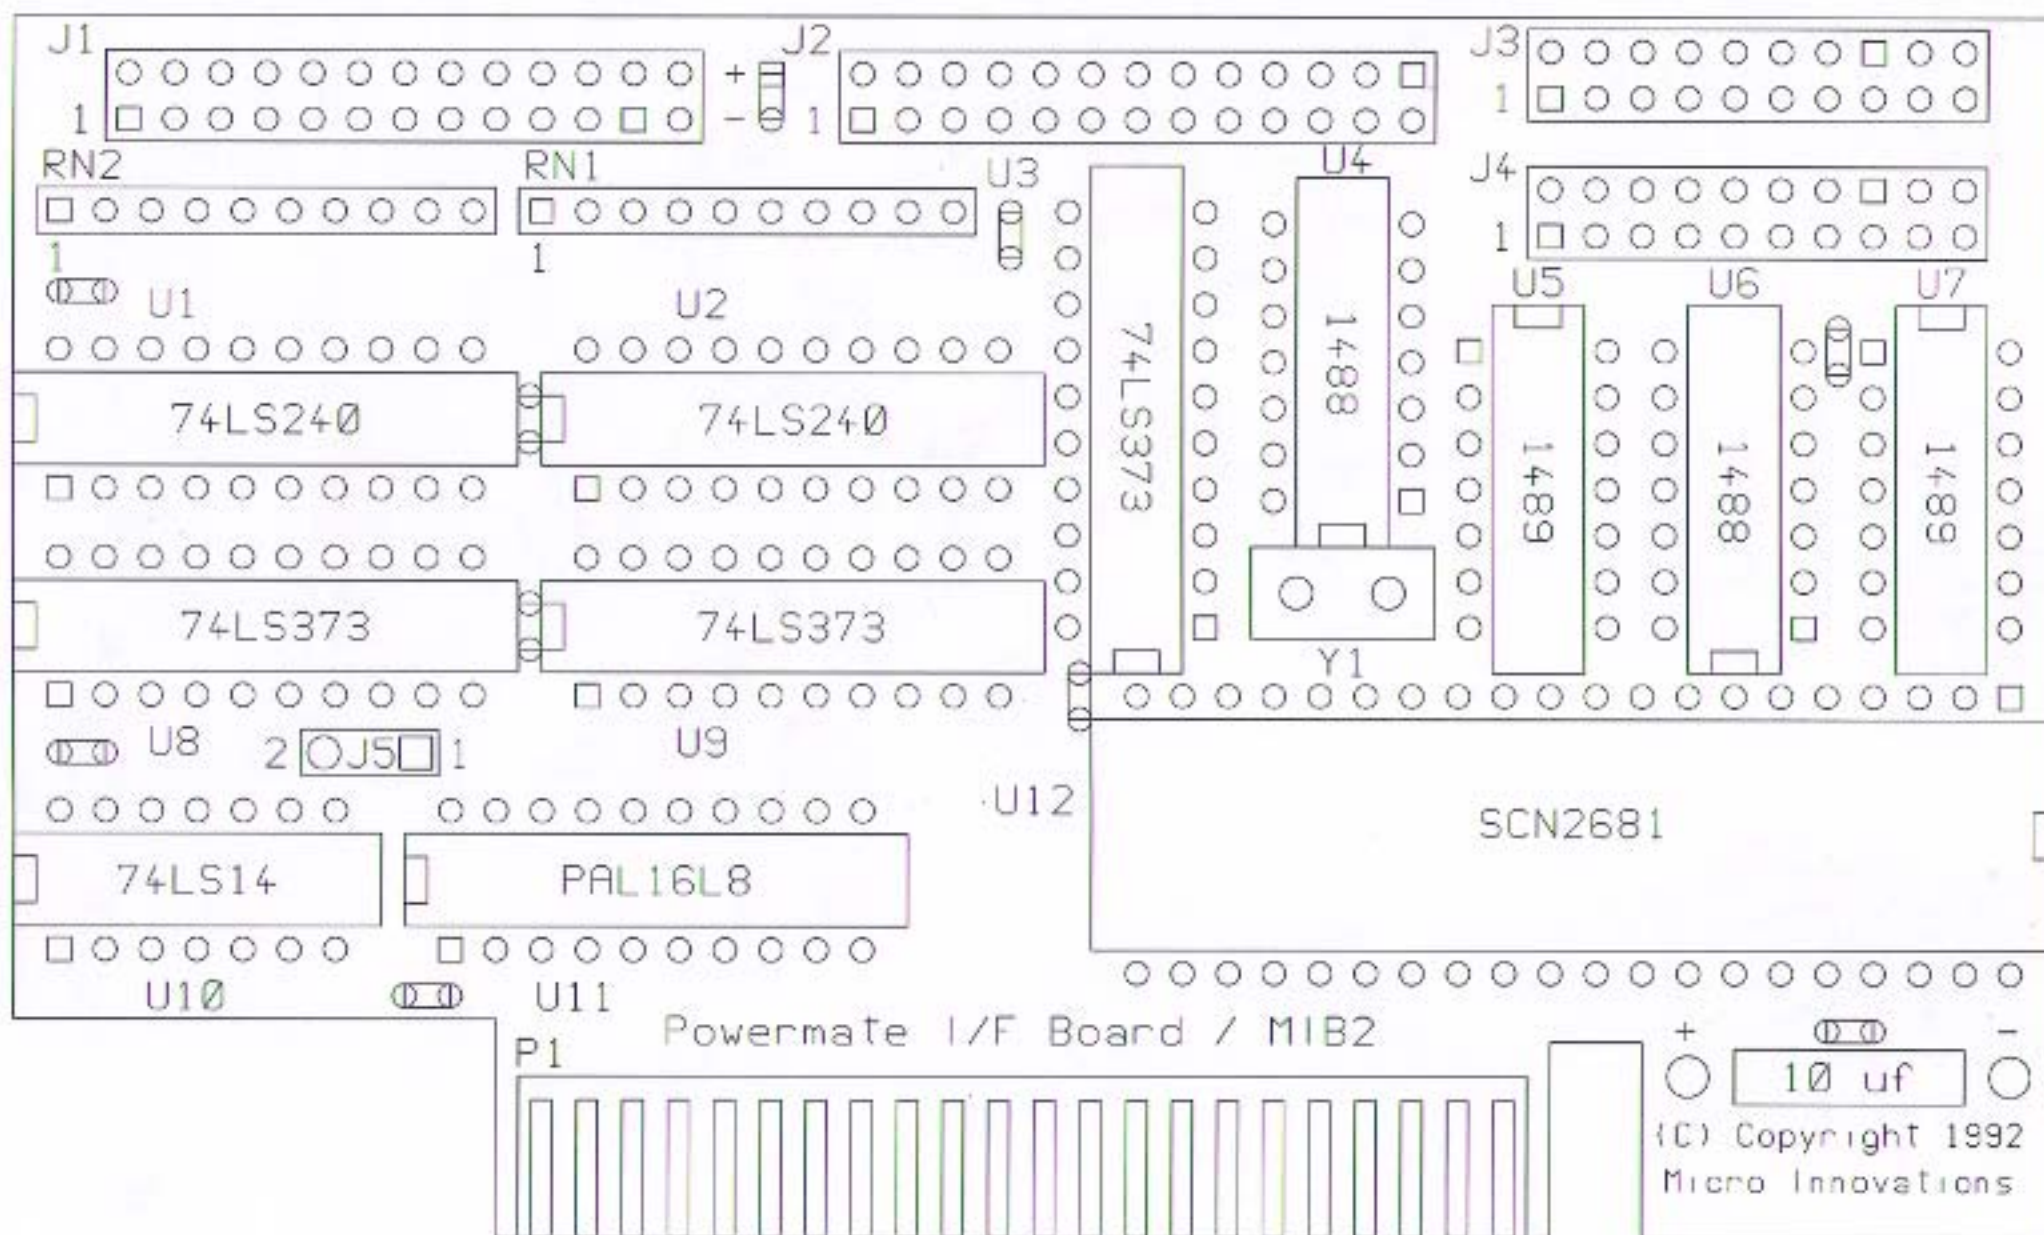 J1
+
J2
J3
1
-
1
1
RN2
RN1
U3
U4
J4
1
1
1
U1
U2
U5
U6
U7
74LS240
74LS240
74LS373
1488
1489
1488
1489
74LS373
74LS373
Y1
U8
2
J5
1
U9
U12
SCN2681
74LS14
PAL16L8
U10
U11
Powermate I/F Board / MIB2
P1
+
-
10 uf
(C) Copyright 1992
Micro Innovations